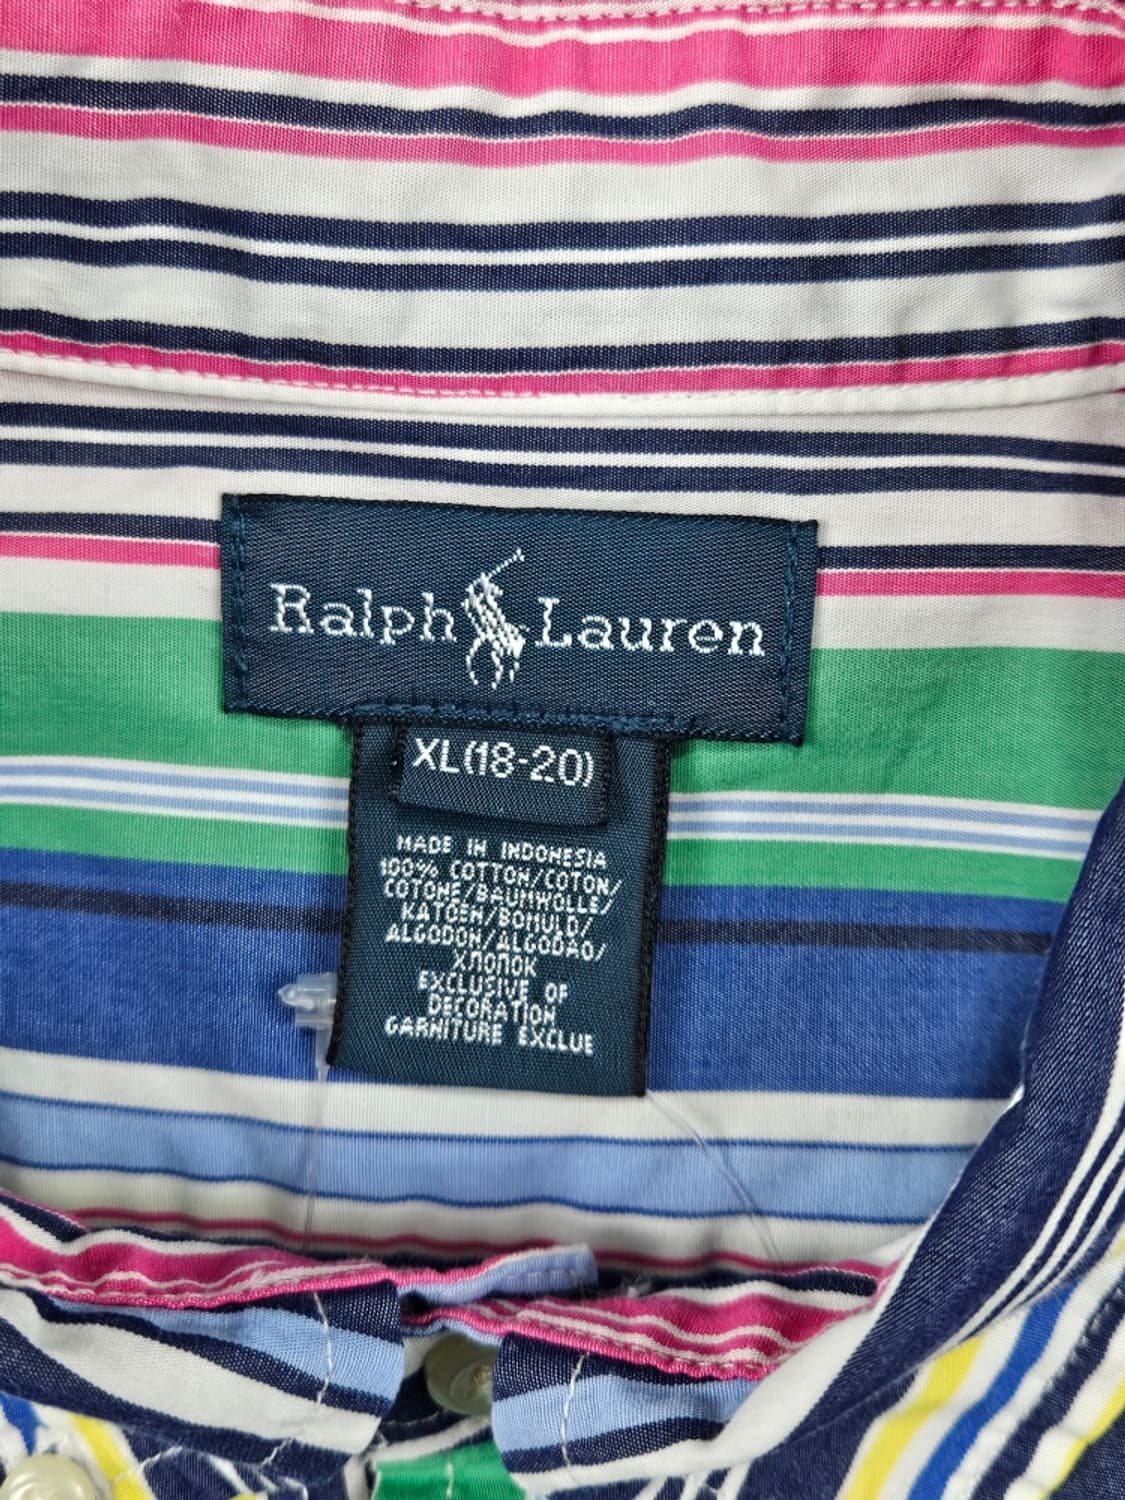 Ralph Lauren
XL(18-20)
MADE IN INDONESIA
100% COTTON/COTON/
COTONE/BAUMWOLLE/
KATOEN/BOMULD/
ALGODON/ALGODAO/
ХЛОПОК
EXCLUSIVE OF
DECORATION
GARNITURE EXCLUE